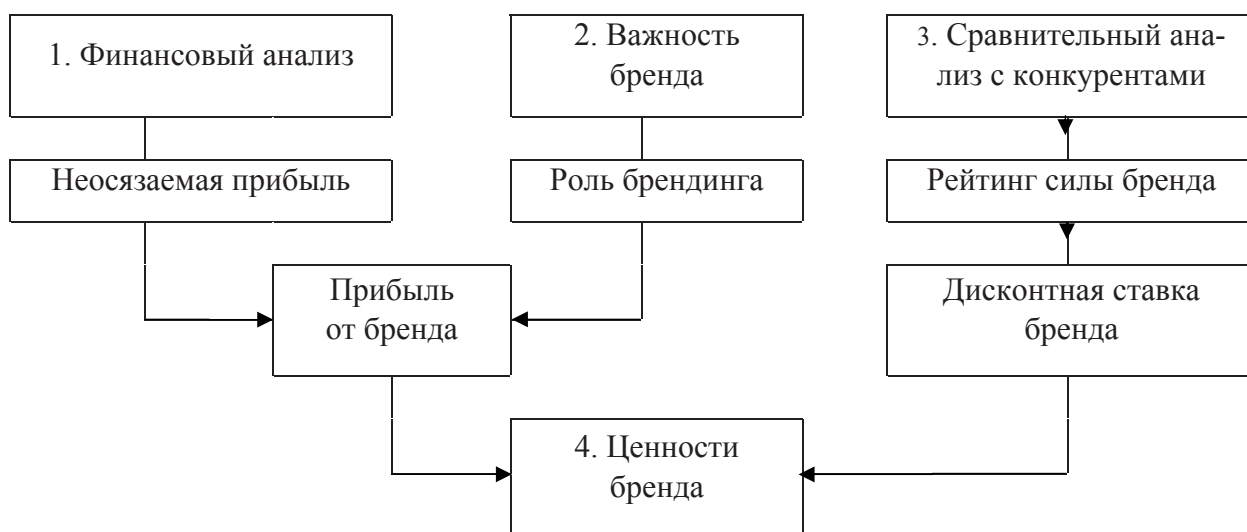 1. Финансовый анализ
2. Важность
бренда
3. Сравнительный ана-
лиз с конкурентами
Неосязаемая прибыль
Роль брендинга
Рейтинг силы бренда
Прибыль
от бренда
Дисконтная ставка
бренда
4. Ценности
бренда